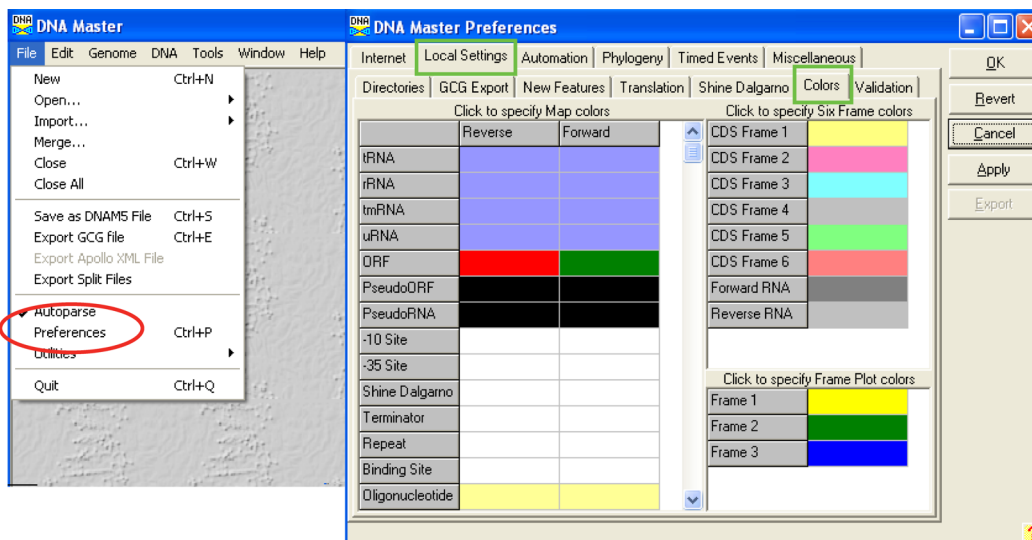 DNA Master
File Edit Genome DNA Tools Window Help
New Ctrl+N
Open...
Import...
Merge...
Close Ctrl+W
Close All
Save as DNAM5 File Ctrl+S
Export GCG file Ctrl+E
Export Apollo XML File
Export Split Files
Autoparse
Preferences Ctrl+P
Utilities
Quit Ctrl+Q
DNA Master Preferences
Internet Local Settings Automation Phylogeny Timed Events Miscellaneous
Directories GCG Export New Features Translation Shine Dalgarno Colors Validation
Click to specify Map colors
Reverse Forward
tRNA
rRNA
tmRNA
uRNA
ORF
PseudoORF
PseudoRNA
-10 Site
-35 Site
Shine Dalgarno
Terminator
Repeat
Binding Site
Oligonucleotide
Click to specify Six Frame colors
CDS Frame 1
CDS Frame 2
CDS Frame 3
CDS Frame 4
CDS Frame 5
CDS Frame 6
Forward RNA
Reverse RNA
Click to specify Frame Plot colors
Frame 1
Frame 2
Frame 3
OK
Revert
Cancel
Apply
Export